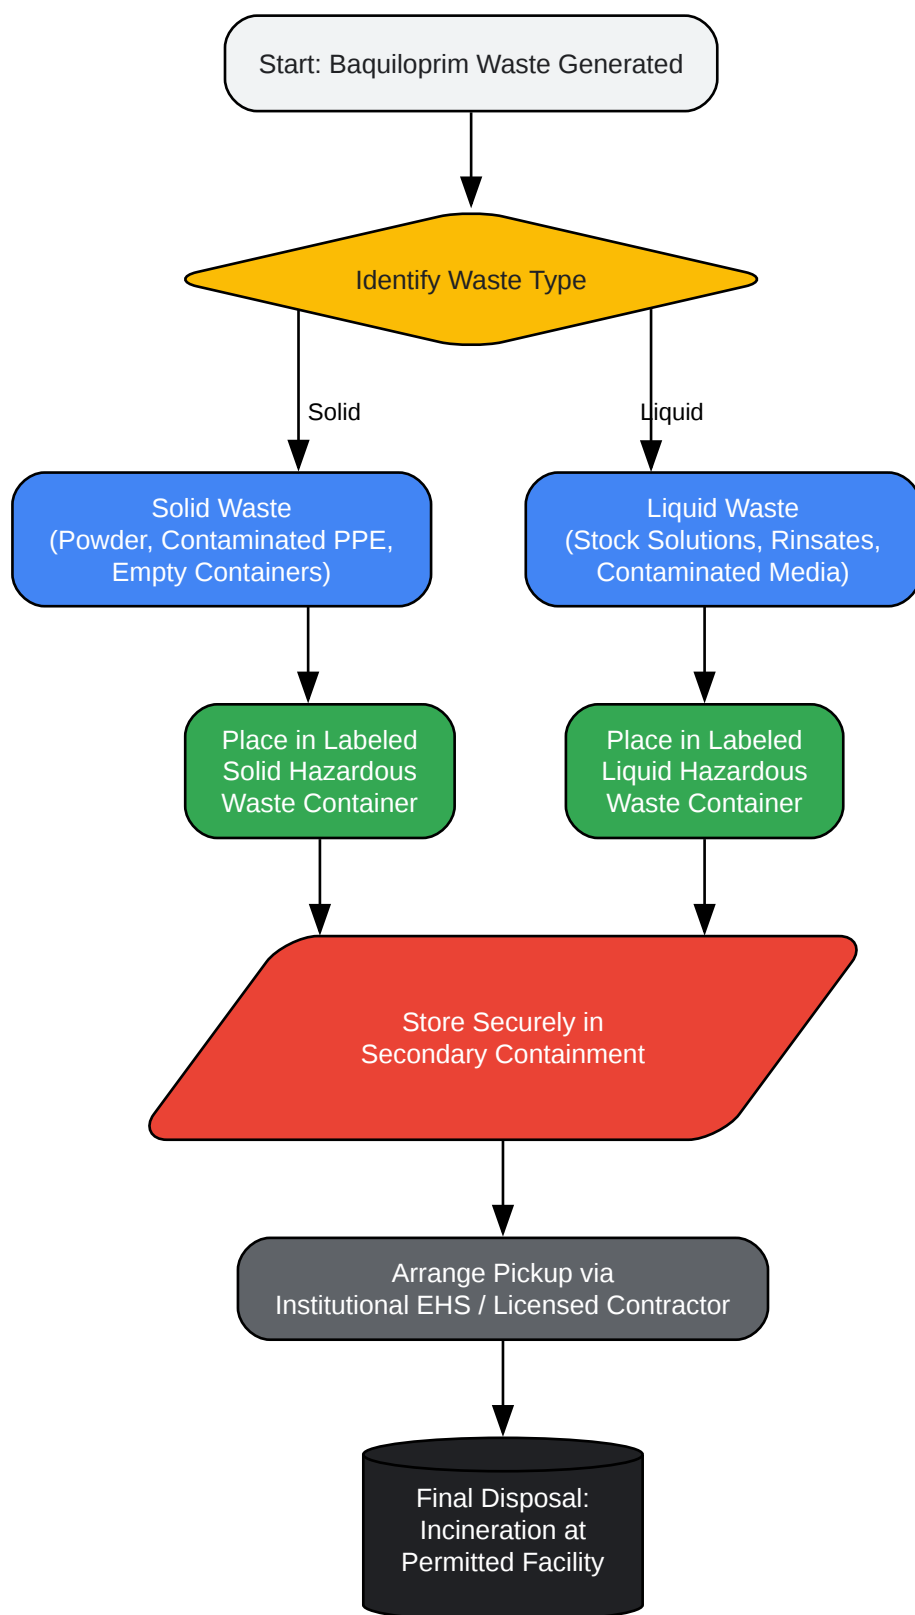 Start: Baquiloprim Waste Generated
Identify Waste Type
Solid
Liquid
Solid Waste
(Powder, Contaminated PPE,
Empty Containers)
Liquid Waste
(Stock Solutions, Rinsates,
Contaminated Media)
Place in Labeled
Solid Hazardous
Waste Container
Place in Labeled
Liquid Hazardous
Waste Container
Store Securely in
Secondary Containment
Arrange Pickup via
Institutional EHS / Licensed Contractor
Final Disposal:
Incineration at
Permitted Facility